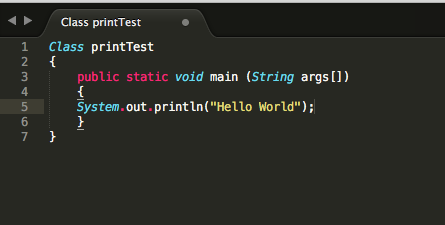 Class printTest
1 Class printTest
2 {
3     public static void main (String args[])
4     {
5     System.out.println("Hello World");
6     }
7 }